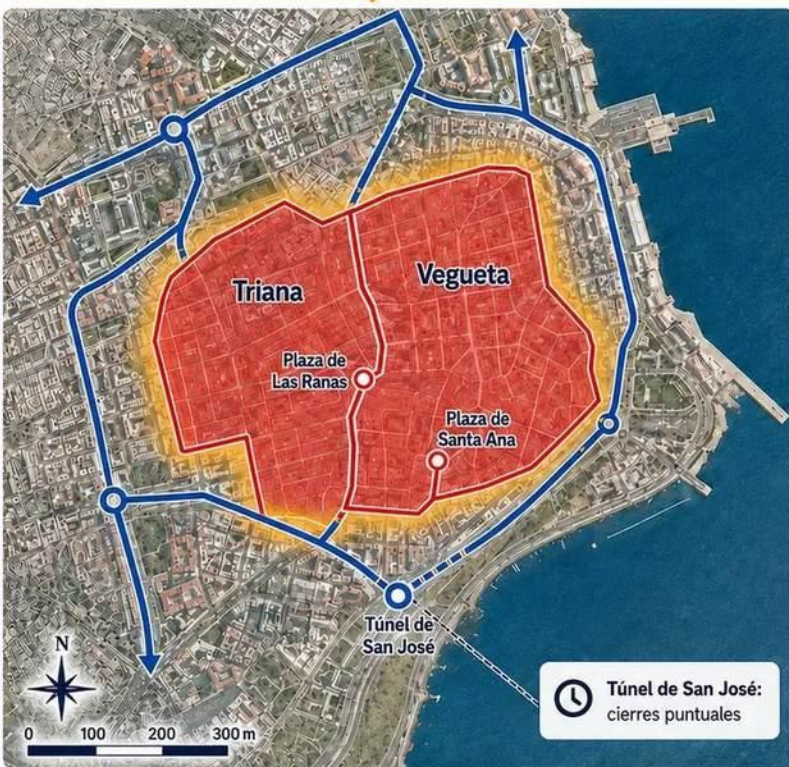 Triana
Vegueta
Plaza de
Las Ranas
Plaza de
Santa Ana
Túnel de
San José
N
0 100 200 300 m
Túnel de San José:
cierres puntuales